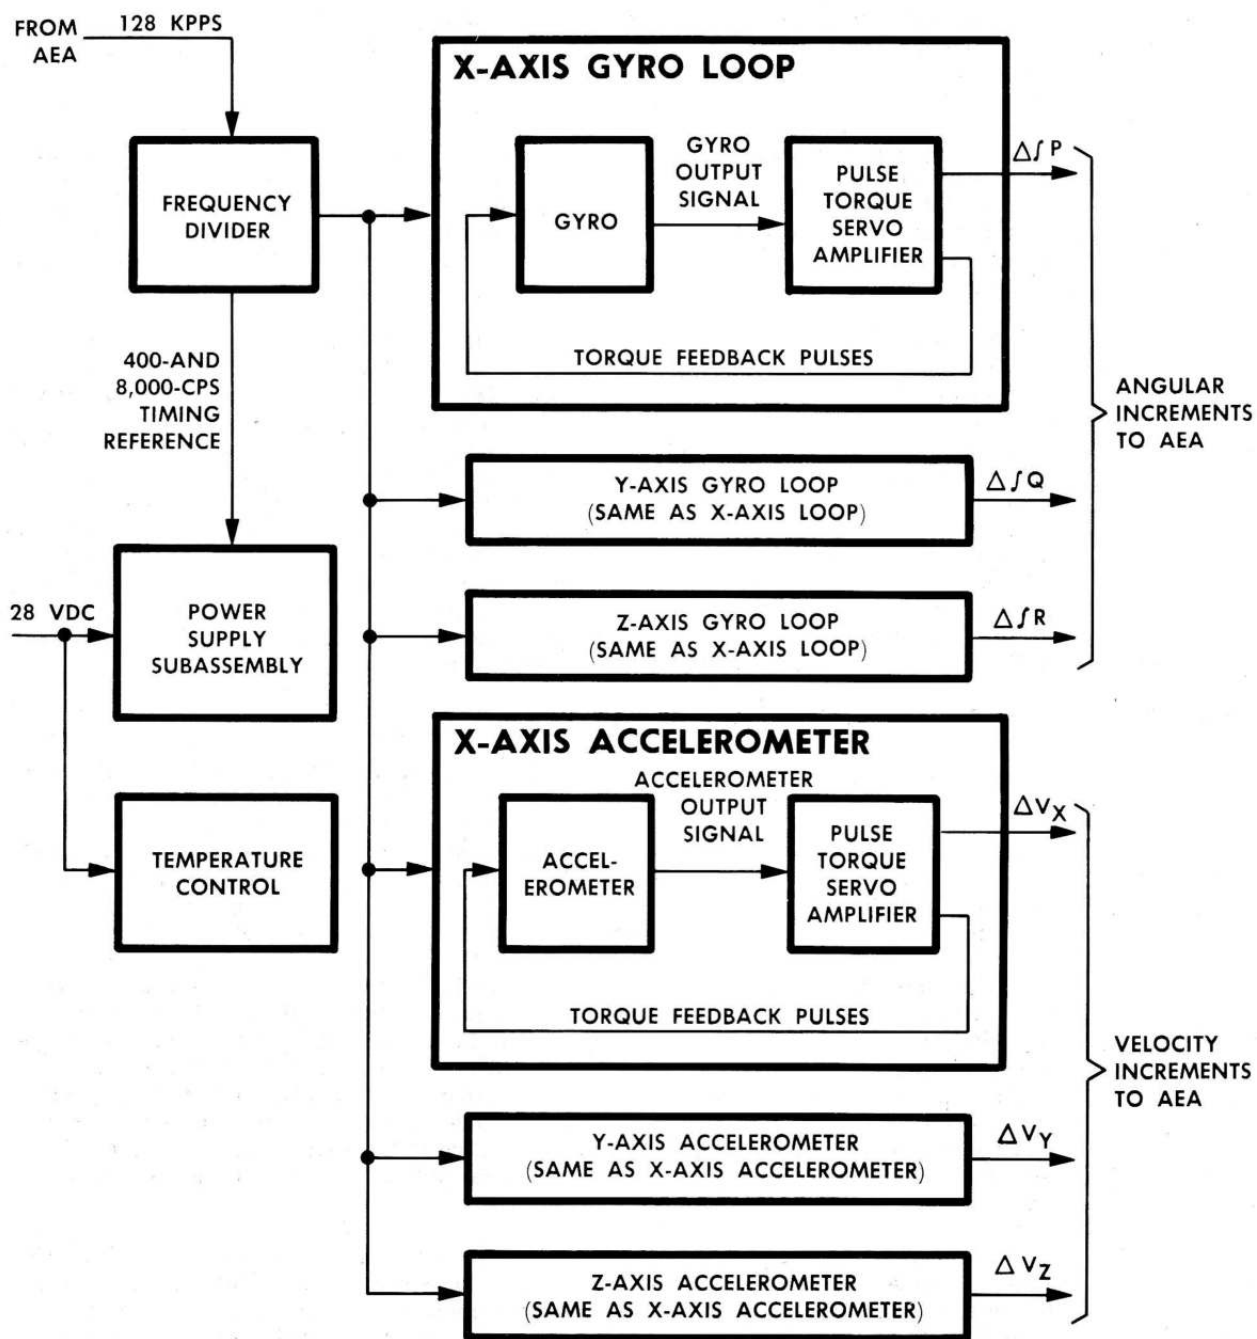 FROM
AEA
128 KPPS
FREQUENCY
DIVIDER
400-AND
8,000-CPS
TIMING
REFERENCE
28 VDC
POWER
SUPPLY
SUBASSEMBLY
TEMPERATURE
CONTROL
X-AXIS GYRO LOOP
GYRO
GYRO
OUTPUT
SIGNAL
PULSE
TORQUE
SERVO
AMPLIFIER
TORQUE FEEDBACK PULSES
Δ∫P
Y-AXIS GYRO LOOP
(SAME AS X-AXIS LOOP)
Δ∫Q
Z-AXIS GYRO LOOP
(SAME AS X-AXIS LOOP)
Δ∫R
ANGULAR
INCREMENTS
TO AEA
X-AXIS ACCELEROMETER
ACCEL-
EROMETER
ACCELEROMETER
OUTPUT
SIGNAL
PULSE
TORQUE
SERVO
AMPLIFIER
TORQUE FEEDBACK PULSES
ΔVX
Y-AXIS ACCELEROMETER
(SAME AS X-AXIS ACCELEROMETER)
ΔVY
Z-AXIS ACCELEROMETER
(SAME AS X-AXIS ACCELEROMETER)
ΔVZ
VELOCITY
INCREMENTS
TO AEA